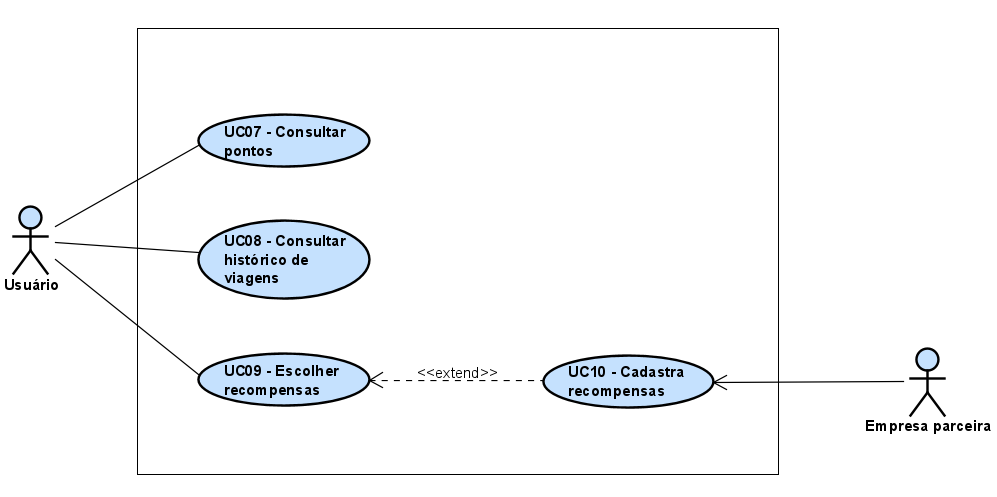 UC07 - Consultar
pontos
UC08 - Consultar
histórico de
viagens
Usuário
UC09 - Escolher
recompensas
<<extend>>
UC10 - Cadastra
recompensas
Empresa parceira